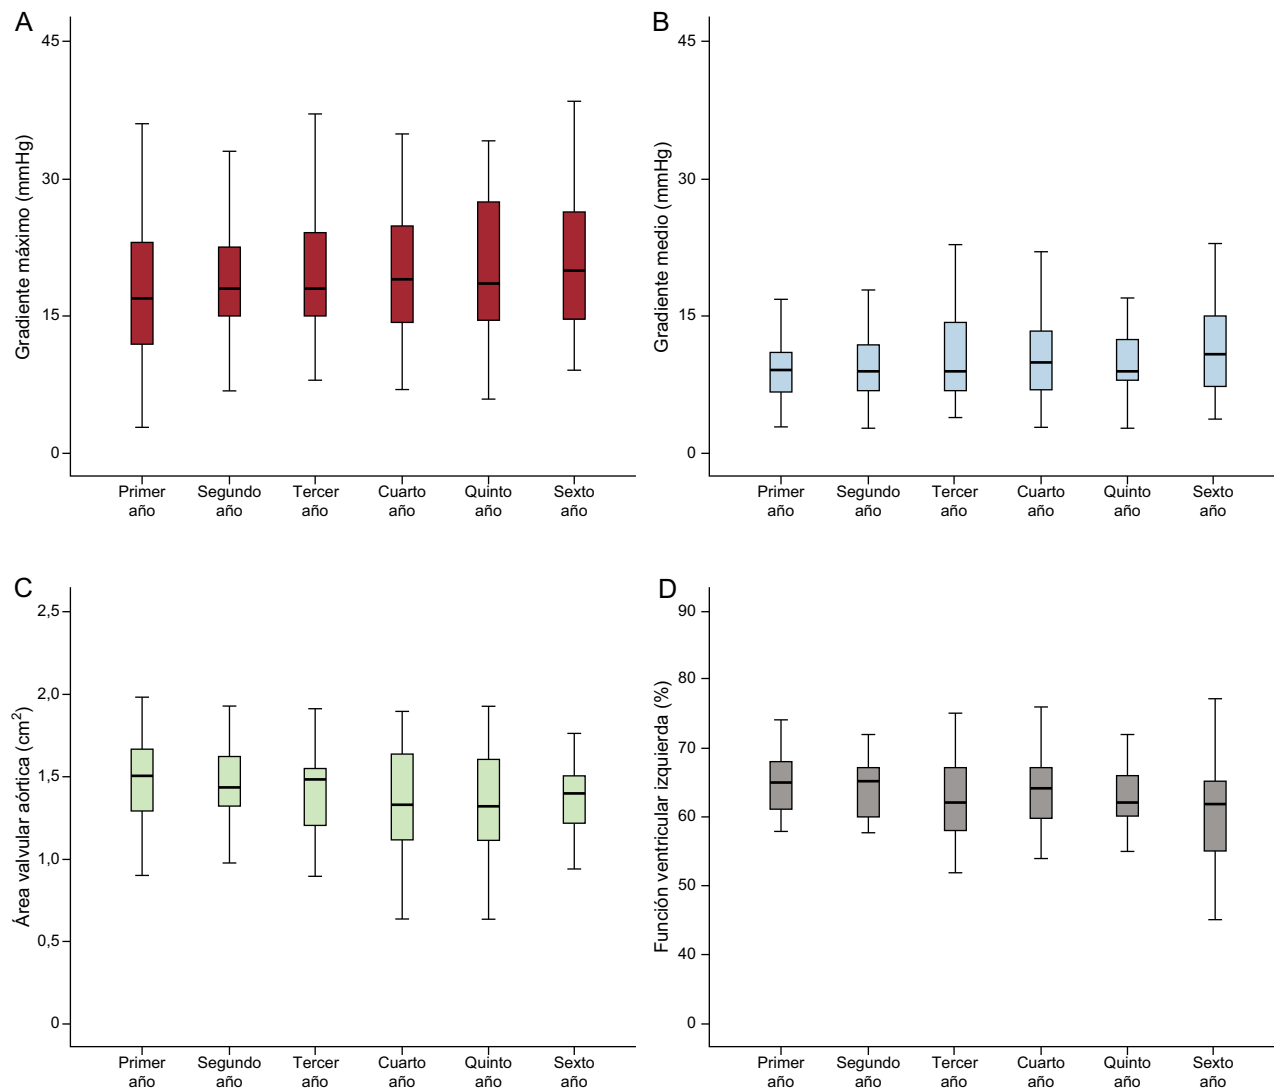 A
Gradiente máximo (mmHg)
45
30
15
0
Primer año
Segundo año
Tercer año
Cuarto año
Quinto año
Sexto año
B
Gradiente medio (mmHg)
45
30
15
0
Primer año
Segundo año
Tercer año
Cuarto año
Quinto año
Sexto año
C
Área valvular aórtica (cm²)
2,5
2,0
1,5
1,0
0,5
0
Primer año
Segundo año
Tercer año
Cuarto año
Quinto año
Sexto año
D
Función ventricular izquierda (%)
90
80
70
60
50
40
0
Primer año
Segundo año
Tercer año
Cuarto año
Quinto año
Sexto año